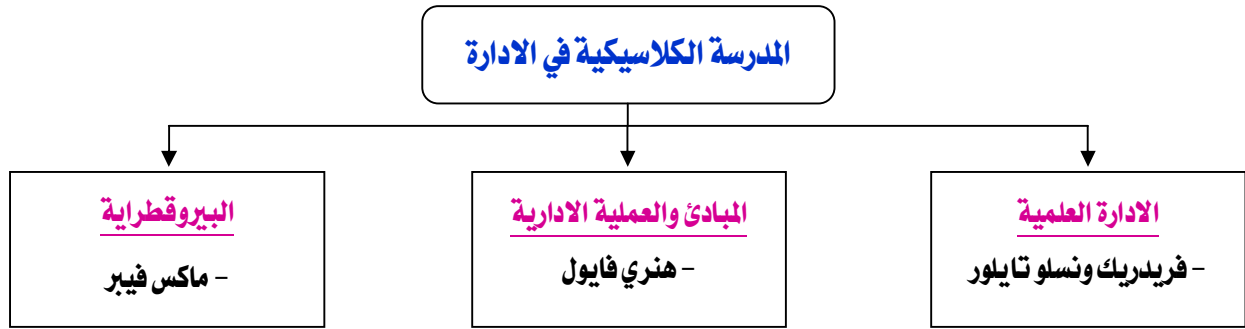 المدرسة الكلاسيكية في الادارة
الادارة العلمية
- فريدريك ونسلو تايلور
المبادئ والعملية الادارية
- هنري فايول
البيروقطراية
- ماكس فيبر